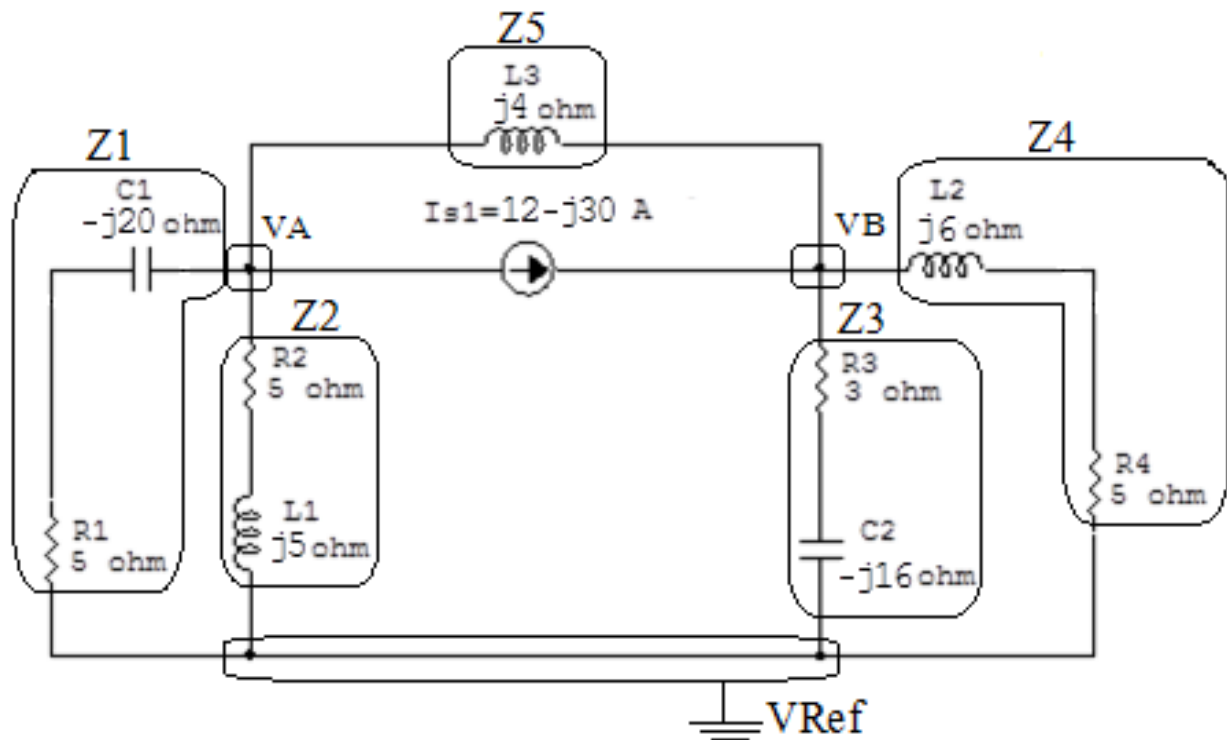 Z5
L3
j4 ohm
Z1
Z4
C1
-j20 ohm
Is1=12-j30 A
L2
j6 ohm
VA
VB
Z2
Z3
R2
5 ohm
R3
3 ohm
R4
5 ohm
R1
5 ohm
L1
j5 ohm
C2
-j16 ohm
VRef